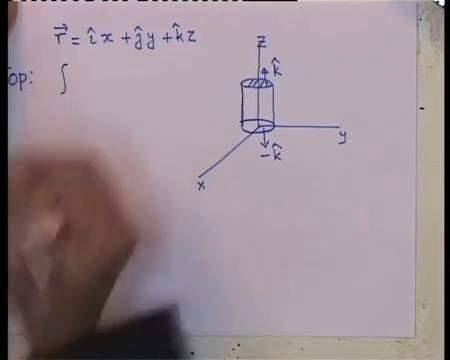 r⃗ = îx + ĵy + k̂z
op: ∫
z
k̂
y
-k̂
x